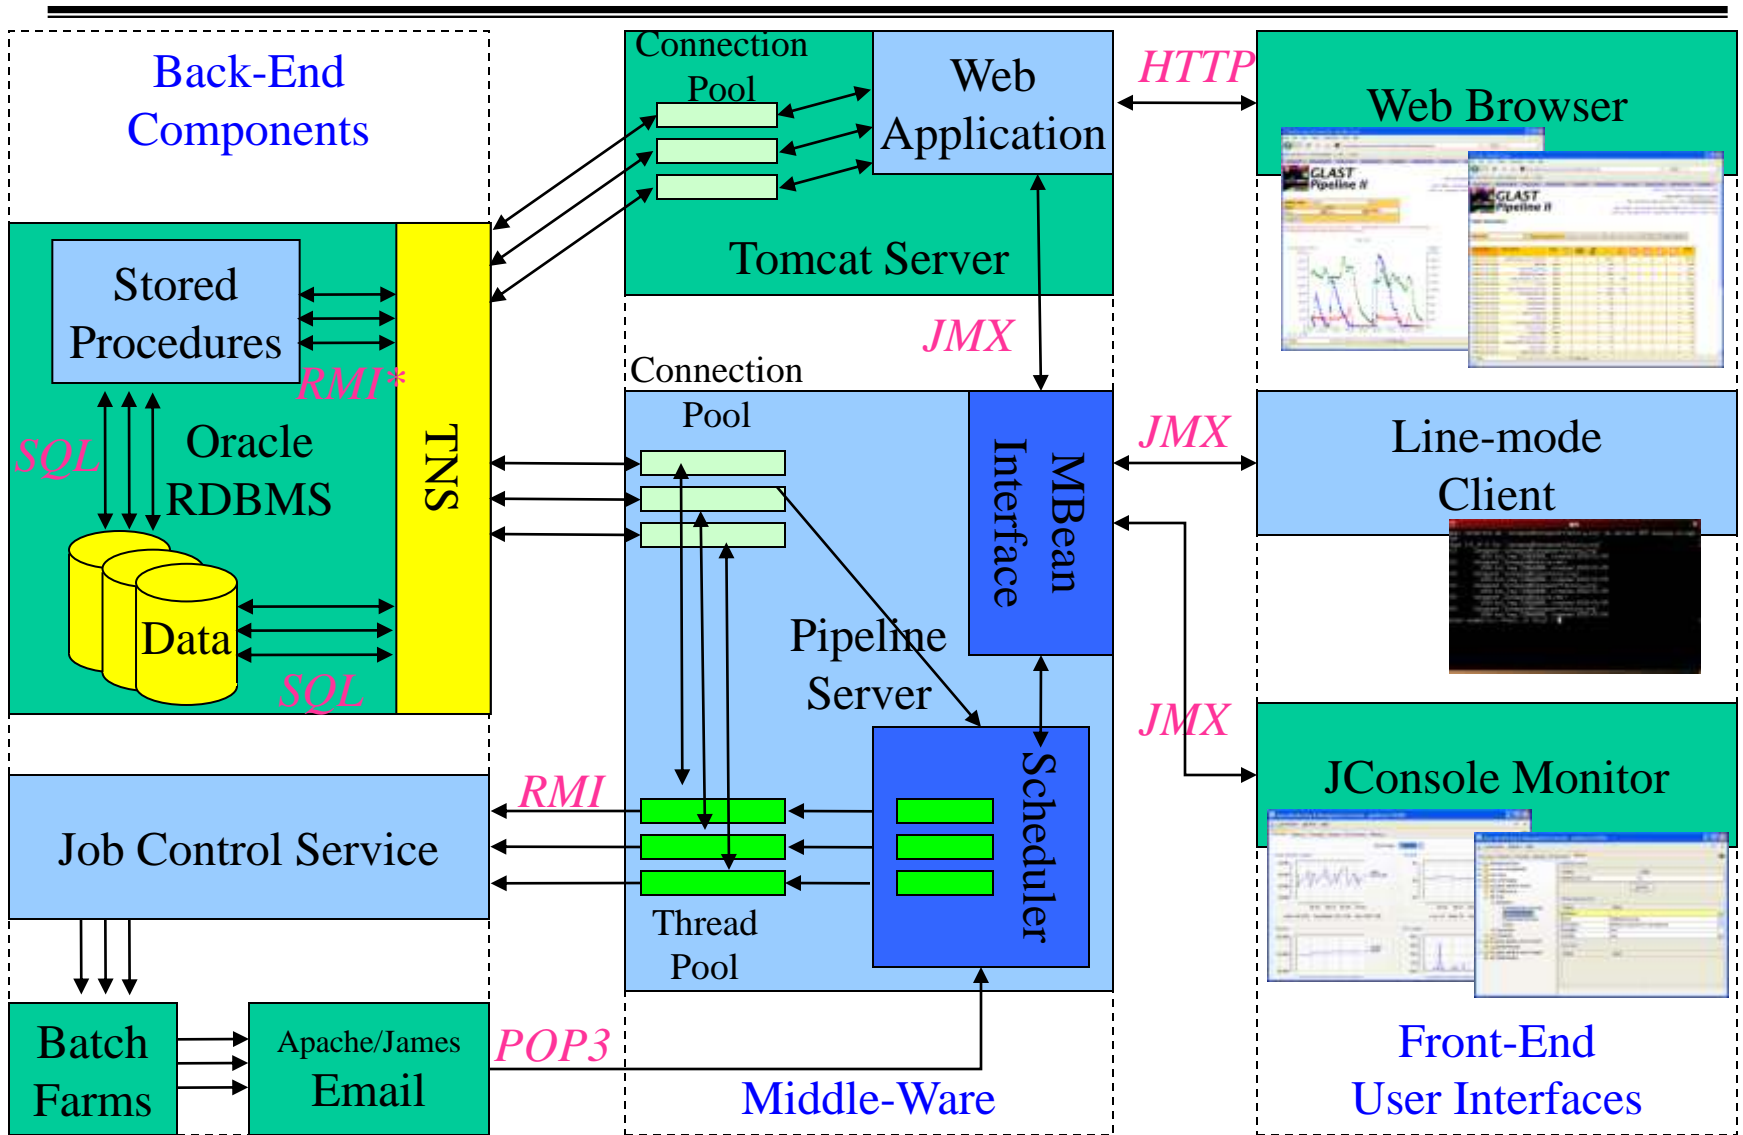 Back-End
Components
Stored
Procedures
RMI*
SQL
Oracle
RDBMS
TNS
Data
SQL
Job Control Service
Batch
Farms
Apache/James
Email
Connection
Pool
Web
Application
Tomcat Server
JMX
Connection
Pool
MBean
Interface
Pipeline
Server
Scheduler
Thread
Pool
RMI
POP3
Middle-Ware
HTTP
JMX
JMX
Web Browser
GLAST
Pipeline II
GLAST
Pipeline II
Line-mode
Client
JConsole Monitor
Front-End
User Interfaces